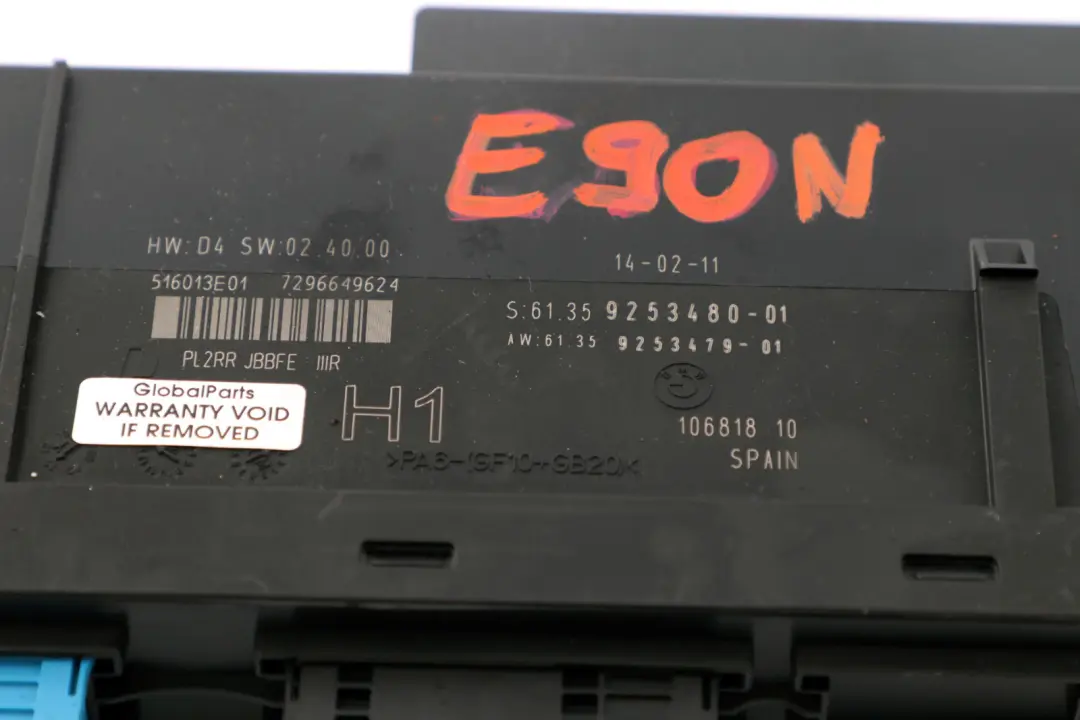 E90N
HW:D4 SW:02.40.00
14-02-11
516013E01 7296649624
S:61.35 9253480-01
AW:61.35 9253479-01
PL2RR JBBFE IIIR
BMW
GlobalParts
WARRANTY VOID
IF REMOVED
H1
106818 10
>PA6-(GF10+GB20)<
SPAIN